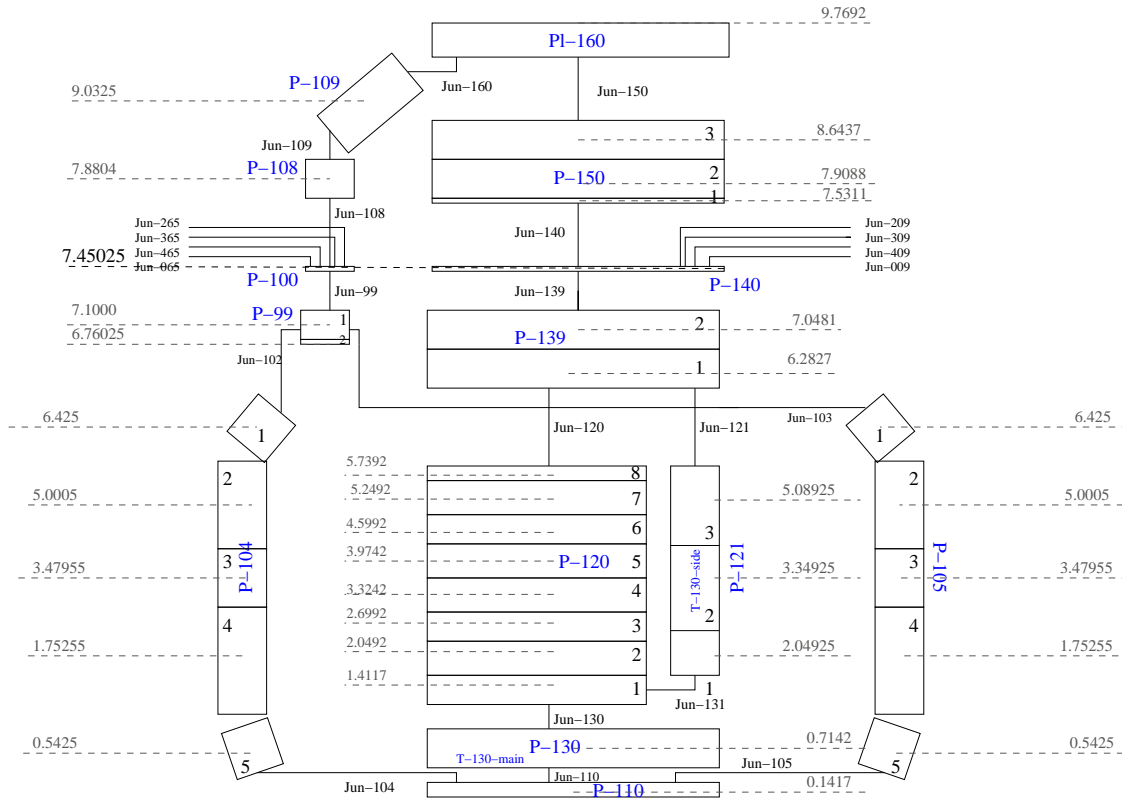 9.7692
Pl−160
P−109
Jun−160
Jun−150
9.0325
3
8.6437
Jun−109
P−108
7.8804
2
P−150
7.9088
1
7.5311
Jun−108
Jun−265
Jun−365
Jun−465
Jun−065
Jun−140
Jun−209
Jun−309
Jun−409
Jun−009
7.45025
P−100
P−140
Jun−99
Jun−139
P−99
7.1000
1
6.76025
2
2
7.0481
P−139
Jun−102
1
6.2827
6.425
1
Jun−120
Jun−121
Jun−103
1
6.425
5.7392
8
2
5.2492
7
5.0005
5.08925
2
5.0005
4.5992
6
3
3.9742
P−120
5
P−104
3
3.47955
3.3242
4
T−130−side
P−121
3.34925
P−105
3
3.47955
2.6992
3
2
4
4
2.0492
2
1.75255
2.04925
1.75255
1.4117
1
1
Jun−131
Jun−130
0.5425
5
P−130
0.7142
T−130−main
5
0.5425
Jun−104
Jun−110
Jun−105
P−110
0.1417